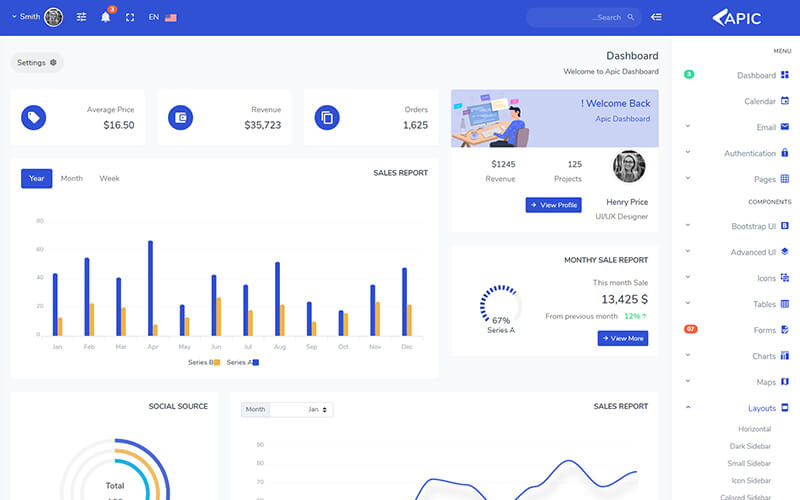 Smith
3
EN
...Search
APIC
Settings
Dashboard
Welcome to Apic Dashboard
Average Price
$16.50
Revenue
$35,723
Orders
1,625
! Welcome Back
Apic Dashboard
$1245
Revenue
125
Projects
Henry Price
UI/UX Designer
View Profile
Year
Month
Week
SALES REPORT
80
60
40
20
0
Jan
Feb
Mar
Apr
May
Jun
Jul
Aug
Sep
Oct
Nov
Dec
Series B
Series A
MONTHY SALE REPORT
This month Sale
13,425 $
From previous month 12%
View More
67%
Series A
SOCIAL SOURCE
Total
Month
Jan
SALES REPORT
90
80
70
60
MENU
3
Dashboard
Calendar
Email
Authentication
Pages
COMPONENTS
Bootstrap UI
Advanced UI
Icons
Tables
07
Forms
Charts
Maps
Layouts
Horizontal
Dark Sidebar
Small Sidebar
Icon Sidebar
Colored Sidebar